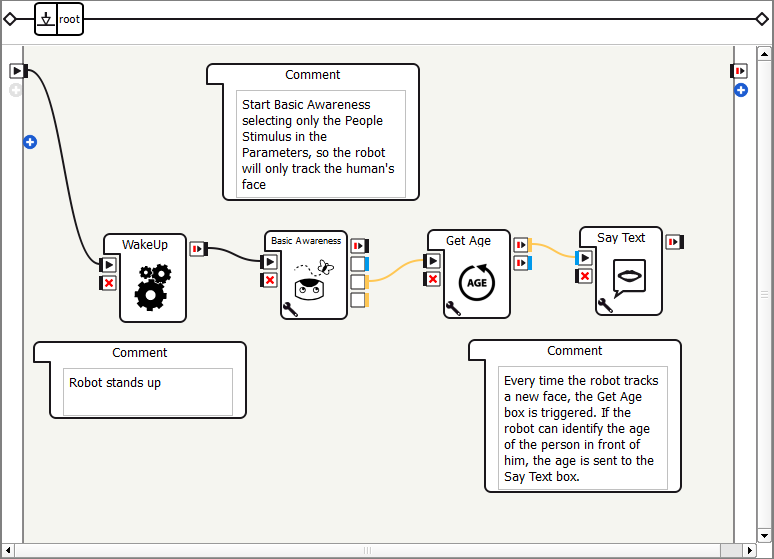 root
Comment
Start Basic Awareness
selecting only the People
Stimulus in the
Parameters, so the robot
will only track the human's
face
WakeUp
Basic Awareness
Get Age
AGE
Say Text
Comment
Robot stands up
Comment
Every time the robot tracks
a new face, the Get Age
box is triggered. If the
robot can identify the age
of the person in front of
him, the age is sent to the
Say Text box.